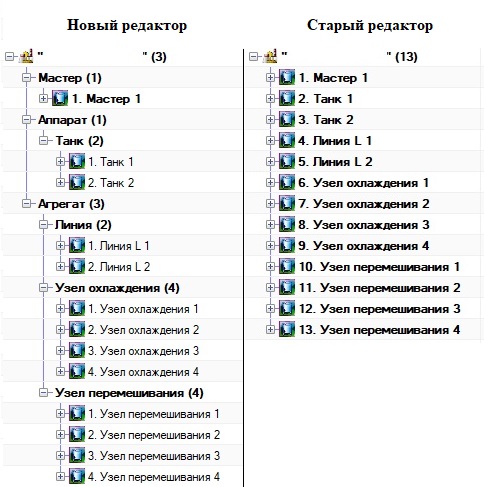 Новый редактор
" " (3)
Мастер (1)
1. Мастер 1
Аппарат (1)
Танк (2)
1. Танк 1
2. Танк 2
Агрегат (3)
Линия (2)
1. Линия L 1
2. Линия L 2
Узел охлаждения (4)
1. Узел охлаждения 1
2. Узел охлаждения 2
3. Узел охлаждения 3
4. Узел охлаждения 4
Узел перемешивания (4)
1. Узел перемешивания 1
2. Узел перемешивания 2
3. Узел перемешивания 3
4. Узел перемешивания 4
Старый редактор
" " (13)
1. Мастер 1
2. Танк 1
3. Танк 2
4. Линия L 1
5. Линия L 2
6. Узел охлаждения 1
7. Узел охлаждения 2
8. Узел охлаждения 3
9. Узел охлаждения 4
10. Узел перемешивания 1
11. Узел перемешивания 2
12. Узел перемешивания 3
13. Узел перемешивания 4